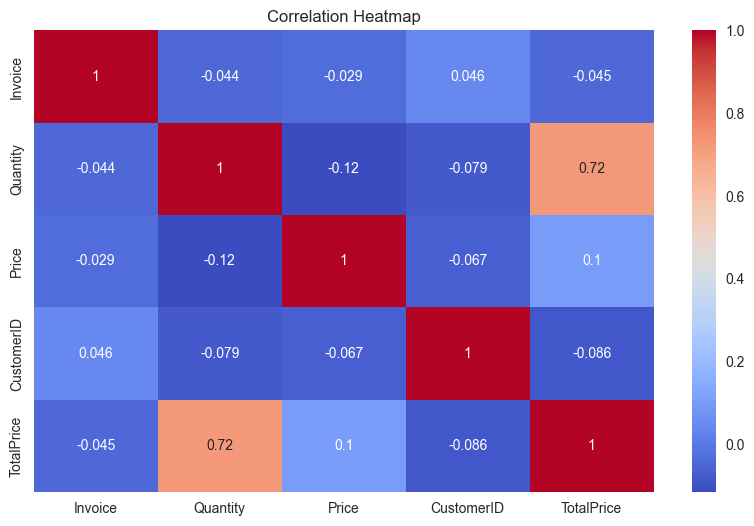 Correlation Heatmap
Invoice 1 -0.044 -0.029 0.046 -0.045
Quantity -0.044 1 -0.12 -0.079 0.72
Price -0.029 -0.12 1 -0.067 0.1
CustomerID 0.046 -0.079 -0.067 1 -0.086
TotalPrice -0.045 0.72 0.1 -0.086 1
Invoice Quantity Price CustomerID TotalPrice
1.0
0.8
0.6
0.4
0.2
0.0